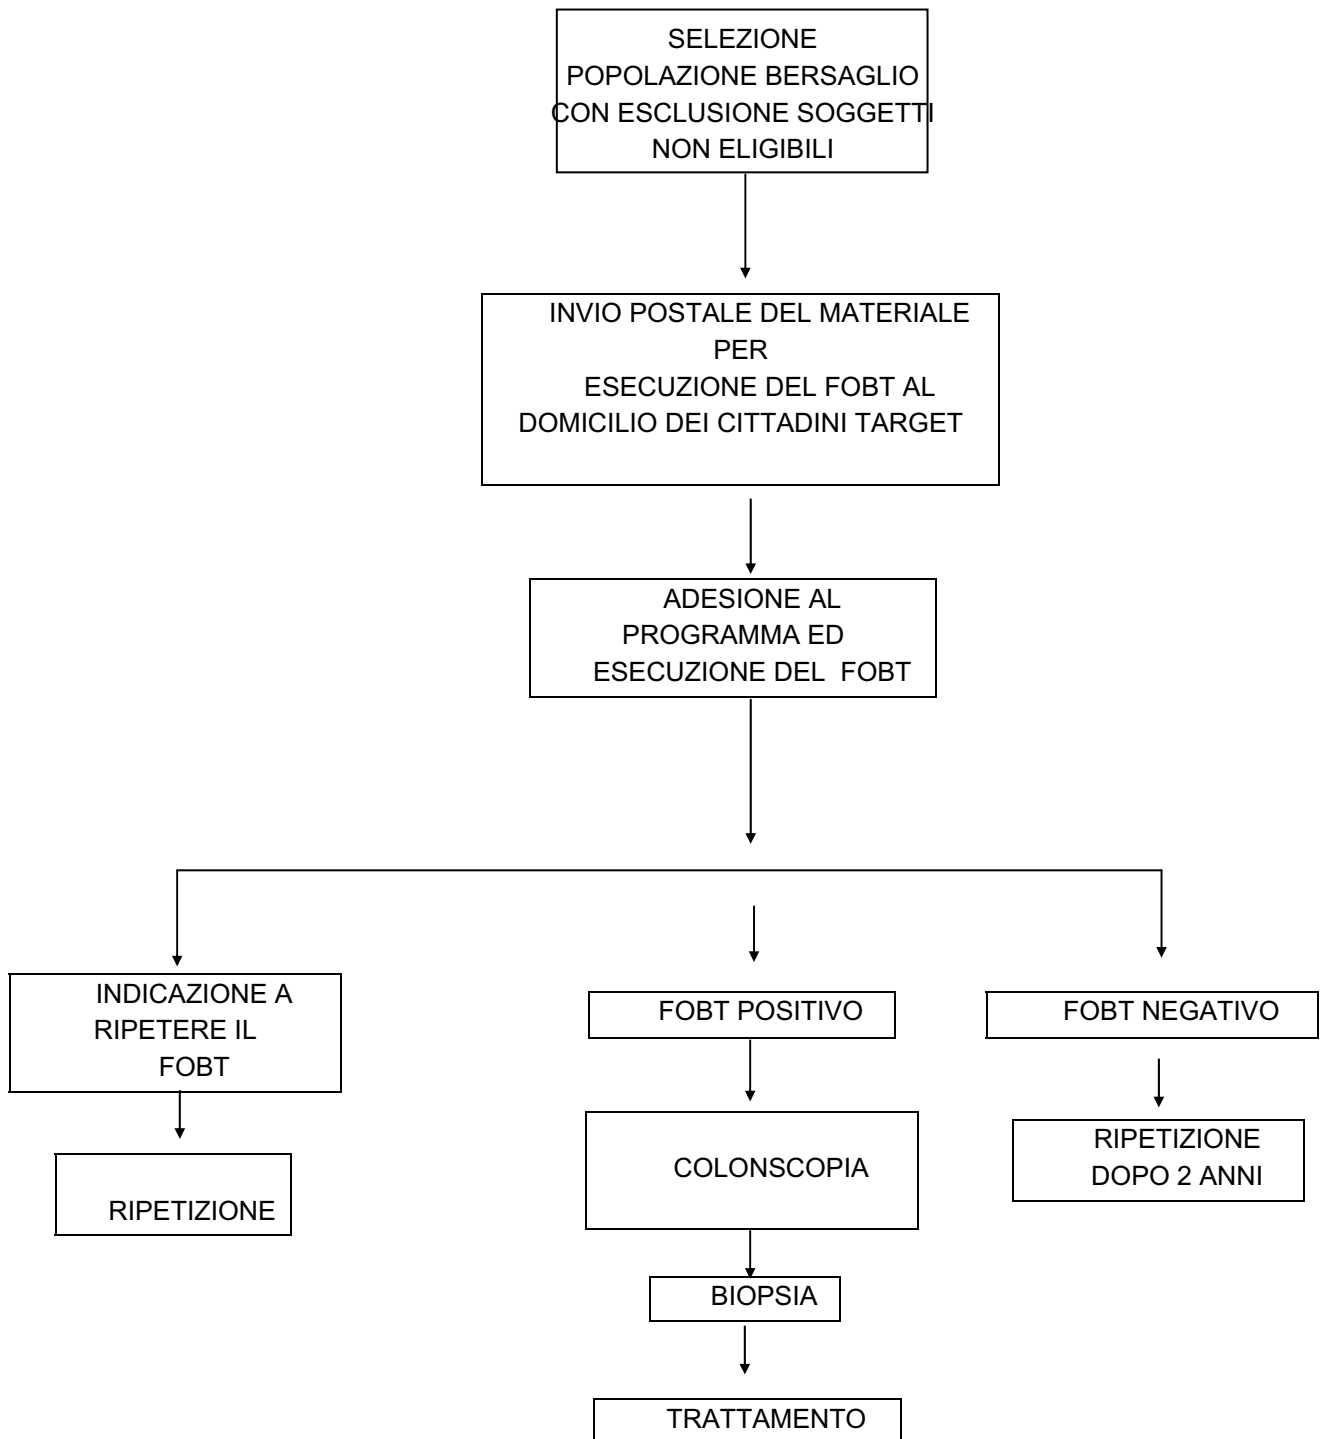 SELEZIONE
POPOLAZIONE BERSAGLIO
CON ESCLUSIONE SOGGETTI
NON ELIGIBILI
INVIO POSTALE DEL MATERIALE
PER
ESECUZIONE DEL FOBT AL
DOMICILIO DEI CITTADINI TARGET
ADESIONE AL
PROGRAMMA ED
ESECUZIONE DEL FOBT
INDICAZIONE A
RIPETERE IL
FOBT
RIPETIZIONE
FOBT POSITIVO
COLONSCOPIA
BIOPSIA
TRATTAMENTO
FOBT NEGATIVO
RIPETIZIONE
DOPO 2 ANNI